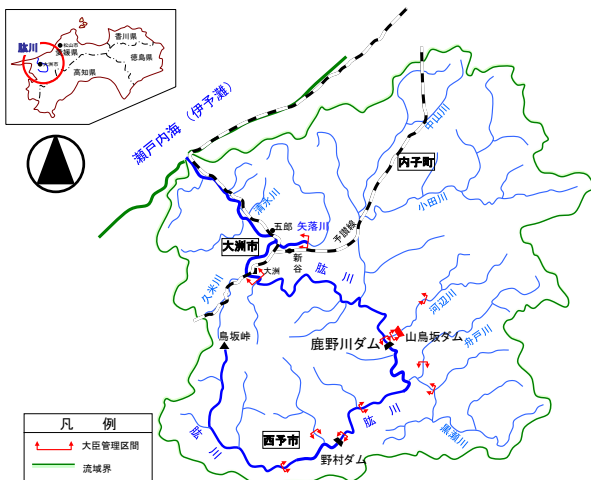 香川県
肱川
松山市
愛媛県
大洲市
徳島県
高知県
瀬戸内海（伊予灘）
中山川
内子町
小田川
清永川
五郎
矢落川
予讃線
大洲市
新谷
大洲
肱川
久米川
河辺川
鳥坂峠
鹿野川ダム
山鳥坂ダム
舟戸川
肱川
西予市
肱川
黒瀬川
野村ダム
凡 例
大臣管理区間
流域界